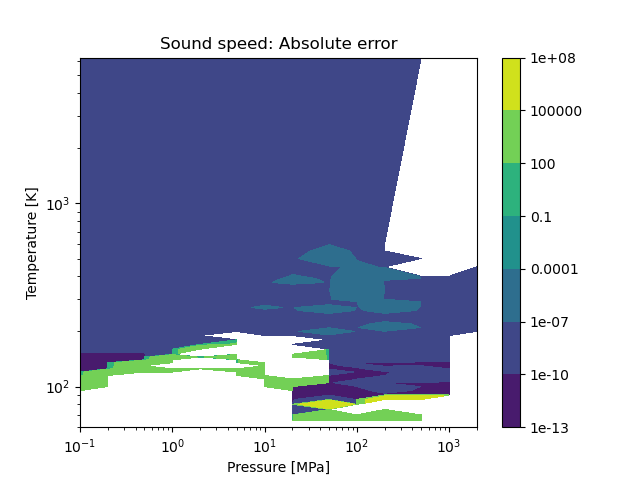 Sound speed: Absolute error
Temperature [K]
10³
10²
10⁻¹
10⁰
10¹
10²
10³
Pressure [MPa]
1e+08
100000
100
0.1
0.0001
1e-07
1e-10
1e-13